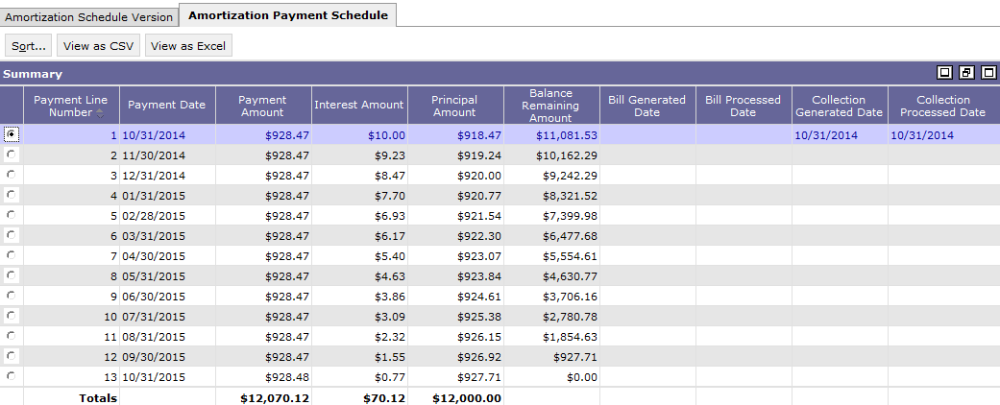 Amortization Schedule Version Amortization Payment Schedule
Sort... View as CSV View as Excel
Summary
Payment Line Number Payment Date Payment Amount Interest Amount Principal Amount Balance Remaining Amount Bill Generated Date Bill Processed Date Collection Generated Date Collection Processed Date
1 10/31/2014 $928.47 $10.00 $918.47 $11,081.53 10/31/2014 10/31/2014
2 11/30/2014 $928.47 $9.23 $919.24 $10,162.29
3 12/31/2014 $928.47 $8.47 $920.00 $9,242.29
4 01/31/2015 $928.47 $7.70 $920.77 $8,321.52
5 02/28/2015 $928.47 $6.93 $921.54 $7,399.98
6 03/31/2015 $928.47 $6.17 $922.30 $6,477.68
7 04/30/2015 $928.47 $5.40 $923.07 $5,554.61
8 05/31/2015 $928.47 $4.63 $923.84 $4,630.77
9 06/30/2015 $928.47 $3.86 $924.61 $3,706.16
10 07/31/2015 $928.47 $3.09 $925.38 $2,780.78
11 08/31/2015 $928.47 $2.32 $926.15 $1,854.63
12 09/30/2015 $928.47 $1.55 $926.92 $927.71
13 10/31/2015 $928.48 $0.77 $927.71 $0.00
Totals $12,070.12 $70.12 $12,000.00